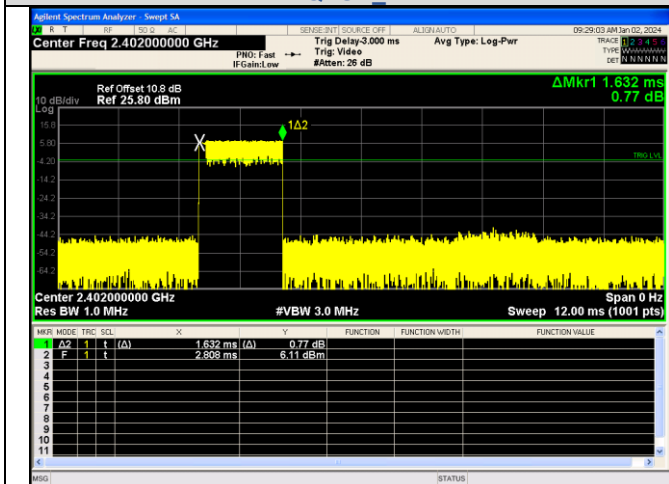 Agilent Spectrum Analyzer - Swept SA
R T RF 50 Ω AC SENSE:INT SOURCE OFF ALIGNAUTO 09:29:03 AM Jan 02, 2024
Center Freq 2.402000000 GHz
PNO: Fast
IFGain:Low
Trig Delay-3.000 ms
Trig: Video
#Atten: 26 dB
Avg Type: Log-Pwr
TRACE 1 2 3 4 5 6
TYPE WWWWWW
DET N N N N N N
Ref Offset 10.8 dB
10 dB/div Ref 25.80 dBm
Log
ΔMkr1 1.632 ms
0.77 dB
15.8
5.80
-4.20
-14.2
-24.2
-34.2
-44.2
-54.2
-64.2
X
1Δ2
TRIG LVL
Center 2.402000000 GHz Span 0 Hz
Res BW 1.0 MHz #VBW 3.0 MHz Sweep 12.00 ms (1001 pts)
MKR MODE TRC SCL X Y FUNCTION FUNCTION WIDTH FUNCTION VALUE
1 Δ2 1 t (Δ) 1.632 ms (Δ) 0.77 dB
2 F 1 t 2.808 ms 6.11 dBm
3
4
5
6
7
8
9
10
11
MSG STATUS